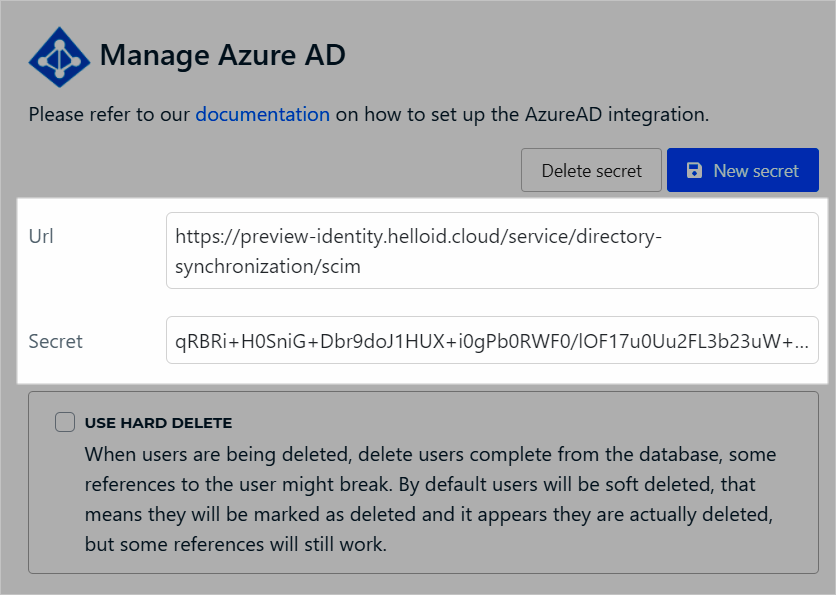 Manage Azure AD
Please refer to our documentation on how to set up the AzureAD integration.
Delete secret
New secret
Url
https://preview-identity.helloid.cloud/service/directory-
synchronization/scim
Secret
qRBRi+H0SniG+Dbr9doJ1HUX+i0gPb0RWF0/lOF17u0Uu2FL3b23uW+...
USE HARD DELETE
When users are being deleted, delete users complete from the database, some
references to the user might break. By default users will be soft deleted, that
means they will be marked as deleted and it appears they are actually deleted,
but some references will still work.